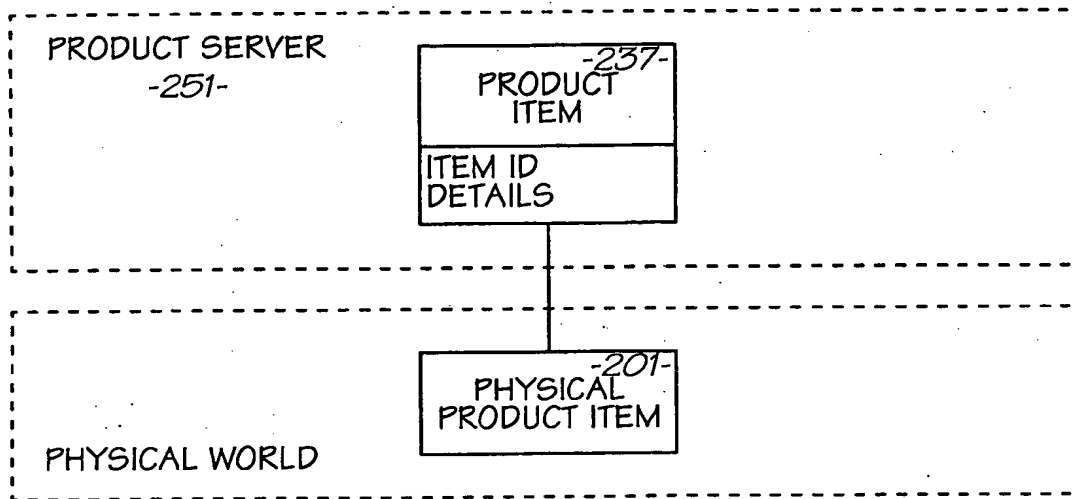 PRODUCT SERVER
-251-
-237-
PRODUCT
ITEM
ITEM ID
DETAILS
-201-
PHYSICAL
PRODUCT ITEM
PHYSICAL WORLD